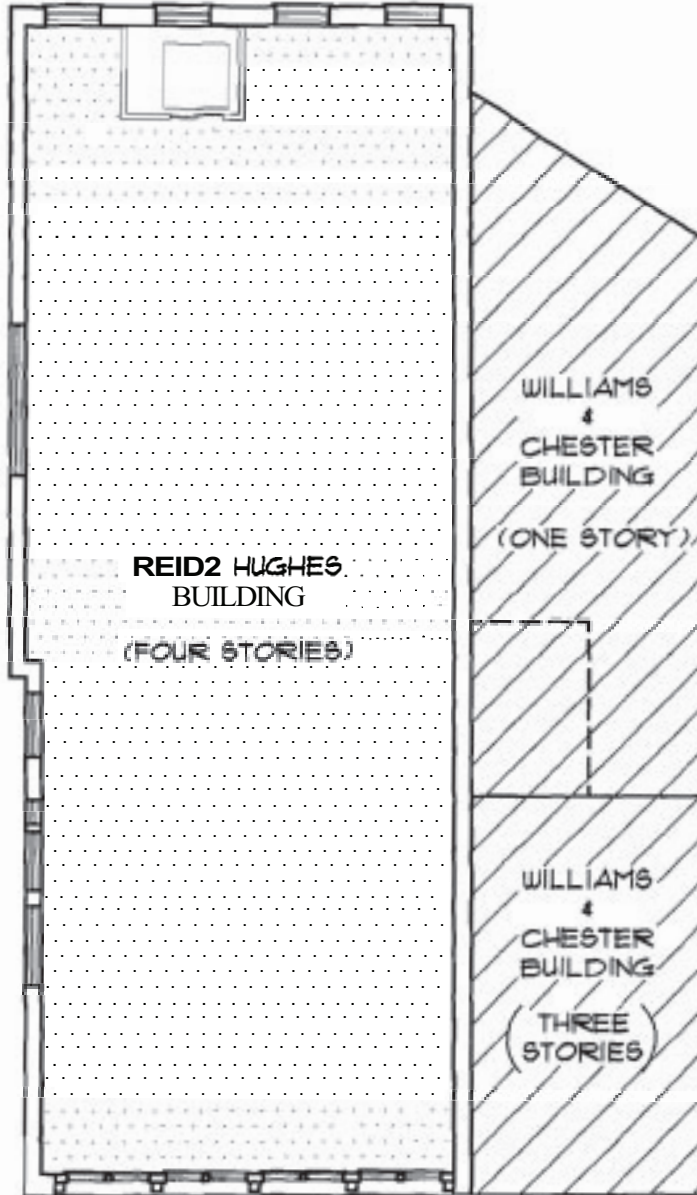 REID2 HUGHES
BUILDING
(FOUR STORIES)
WILLIAMS
&
CHESTER
BUILDING
(ONE STORY)
WILLIAMS
&
CHESTER
BUILDING
(THREE
STORIES)